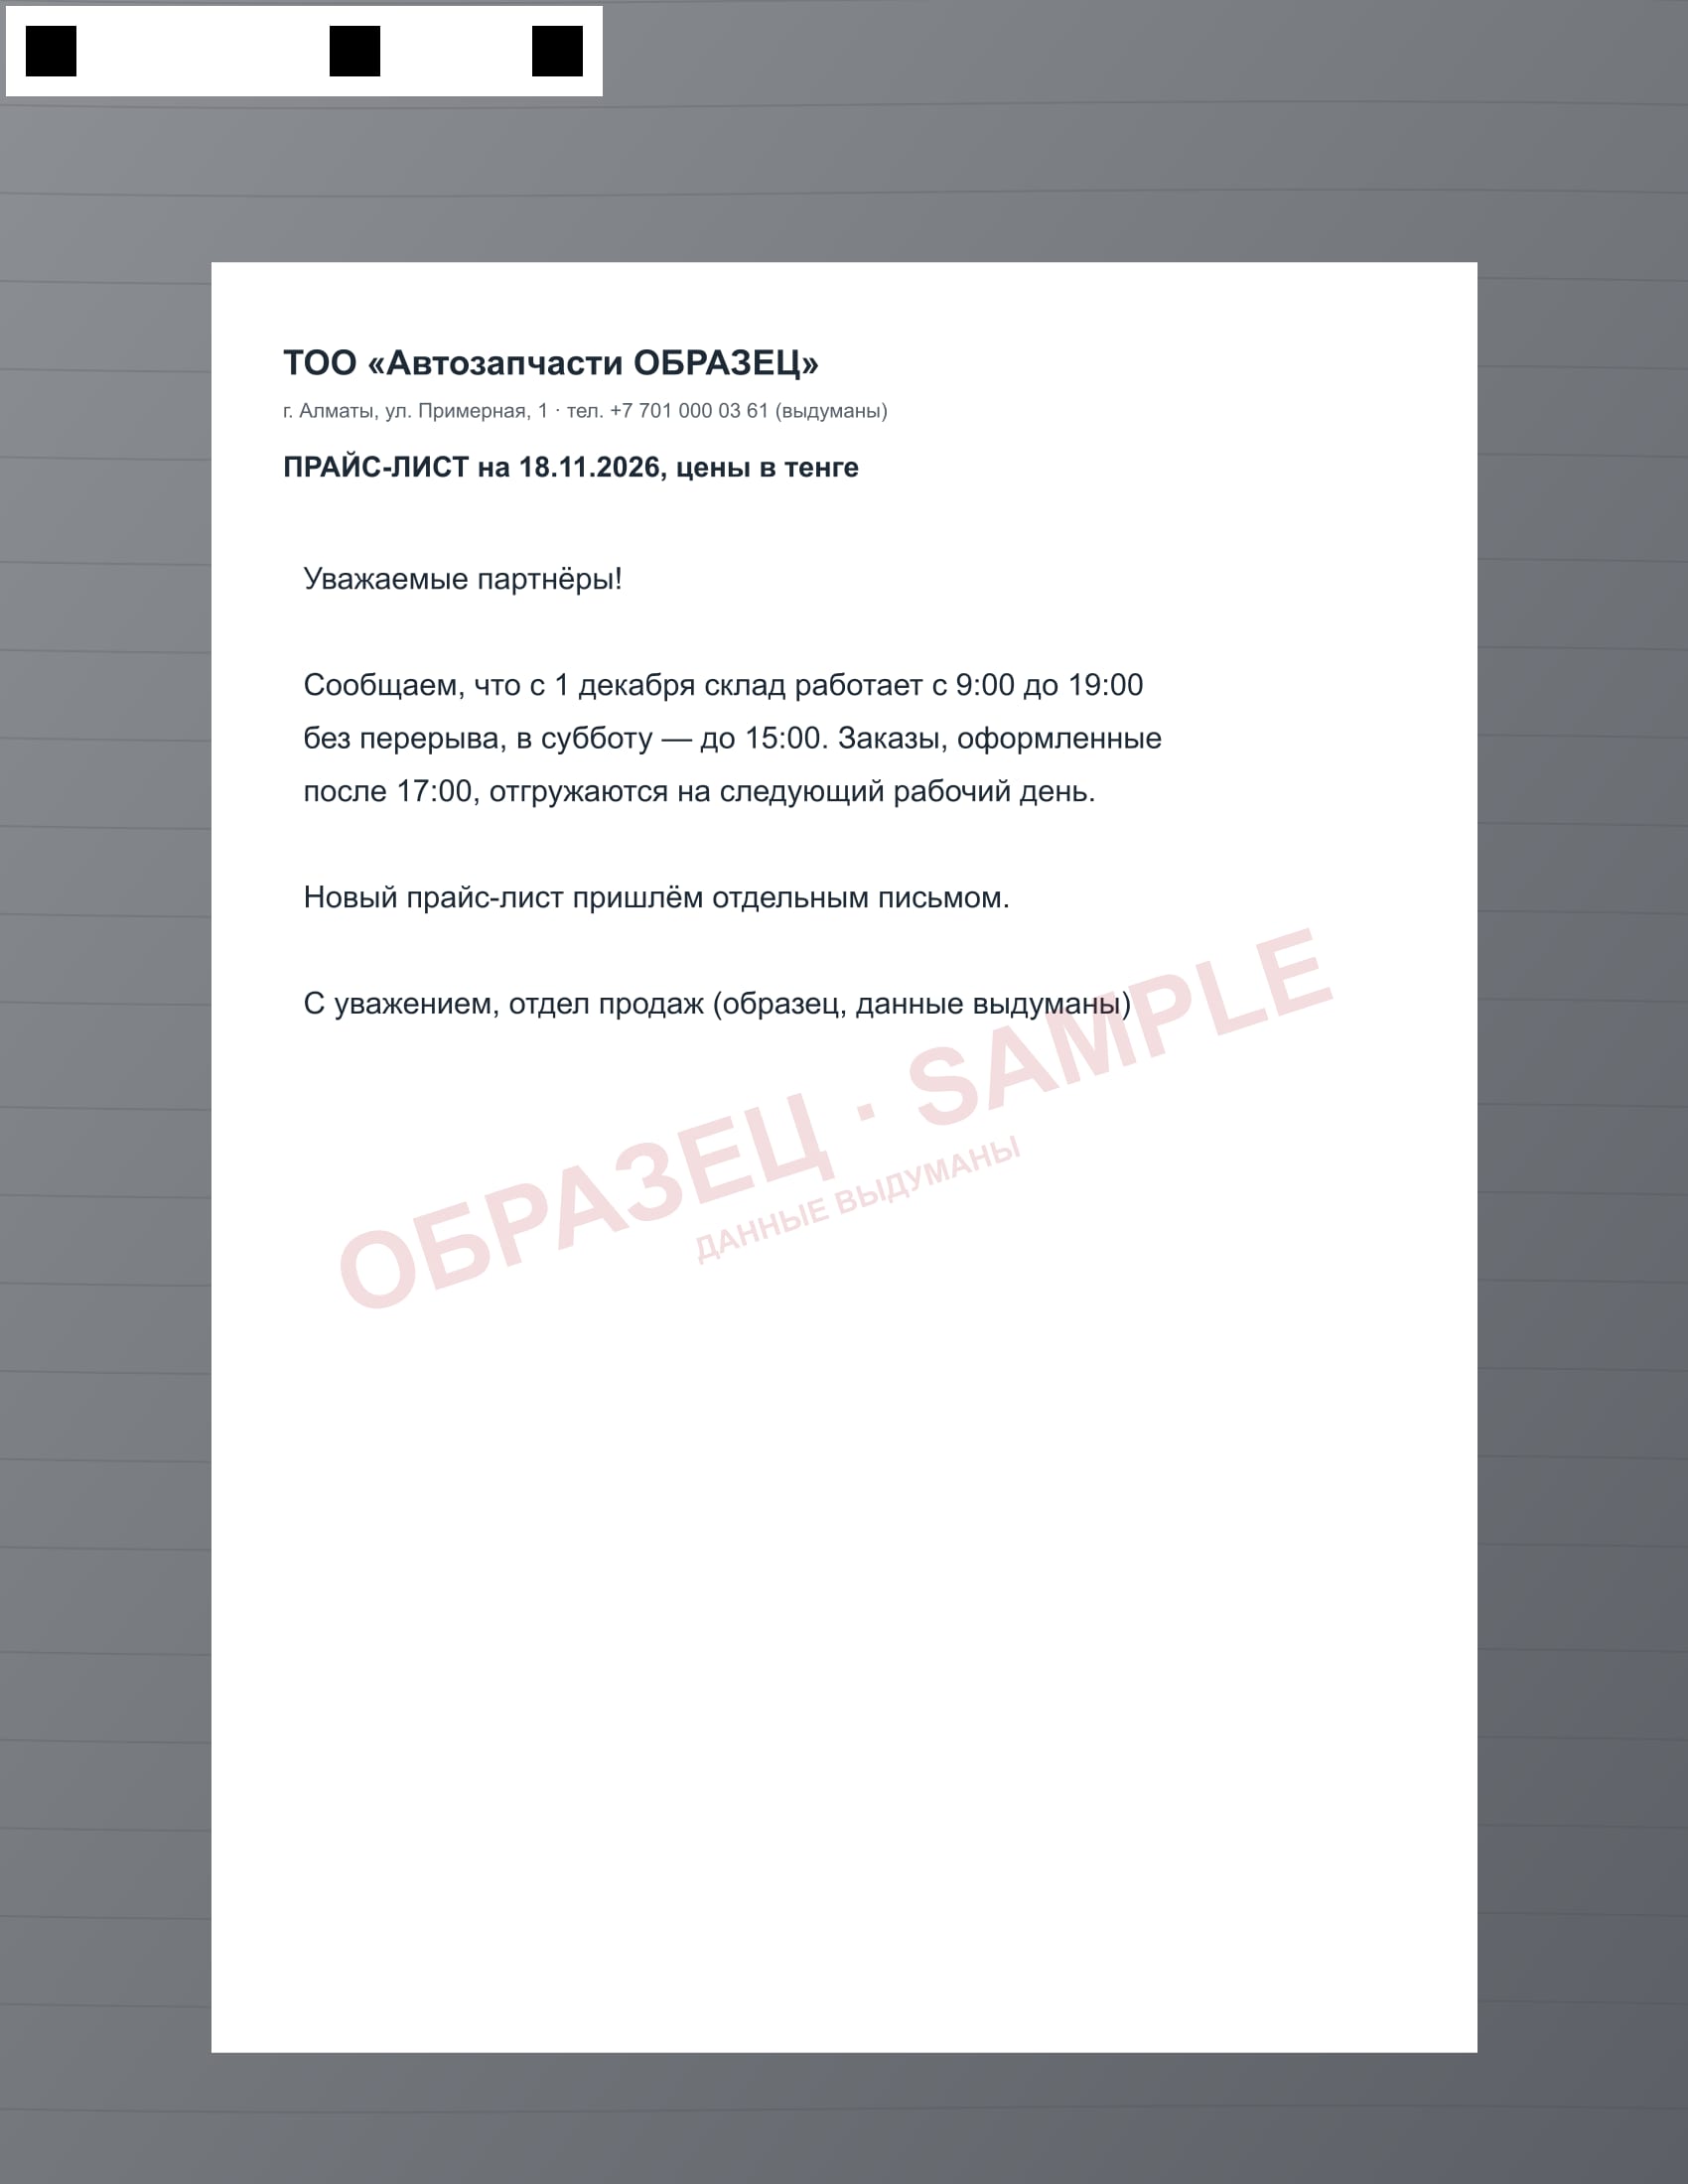 ТОО «Автозапчасти ОБРАЗЕЦ»
г. Алматы, ул. Примерная, 1 · тел. +7 701 000 03 61 (выдуманы)
ПРАЙС-ЛИСТ на 18.11.2026, цены в тенге
Уважаемые партнёры!
Сообщаем, что с 1 декабря склад работает с 9:00 до 19:00
без перерыва, в субботу — до 15:00. Заказы, оформленные
после 17:00, отгружаются на следующий рабочий день.
Новый прайс-лист пришлём отдельным письмом.
С уважением, отдел продаж (образец, данные выдуманы)
ОБРАЗЕЦ · SAMPLE
ДАННЫЕ ВЫДУМАНЫ